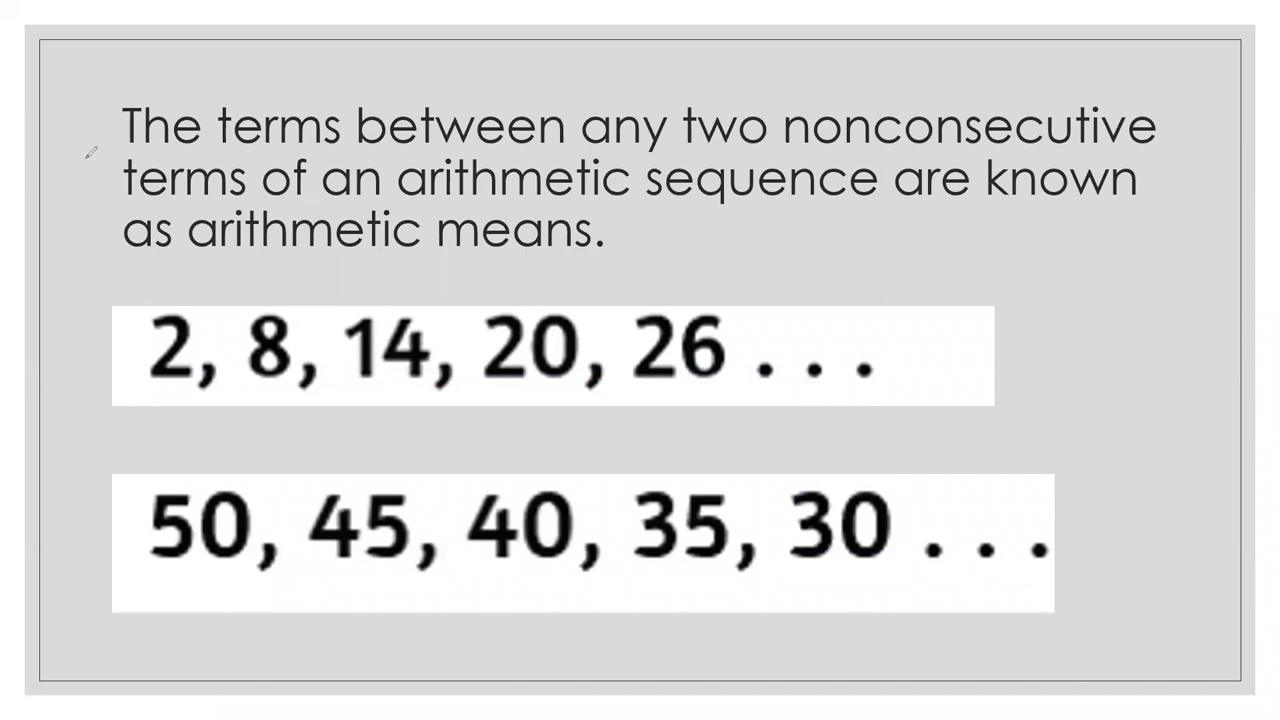 The terms between any two nonconsecutive
terms of an arithmetic sequence are known
as arithmetic means.
2, 8, 14, 20, 26 . . .
50, 45, 40, 35, 30 . . .